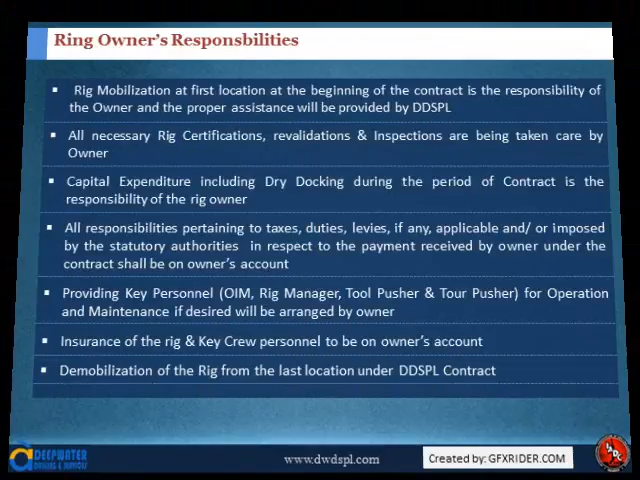 Ring Owner's Responsbilities
Rig Mobilization at first location at the beginning of the contract is the responsibility of
the Owner and the proper assistance will be provided by DDSPL
All necessary Rig Certifications, revalidations & Inspections are being taken care by
Owner
Capital Expenditure including Dry Docking during the period of Contract is the
responsibility of the rig owner
All responsibilities pertaining to taxes, duties, levies, if any, applicable and/ or imposed
by the statutory authorities in respect to the payment received by owner under the
contract shall be on owner's account
Providing Key Personnel (OIM, Rig Manager, Tool Pusher & Tour Pusher) for Operation
and Maintenance if desired will be arranged by owner
Insurance of the rig & Key Crew personnel to be on owner's account
Demobilization of the Rig from the last location under DDSPL Contract
DEEPWATER
DRILLING & SERVICES
www.dwdspl.com
Created by: GFXRIDER.COM